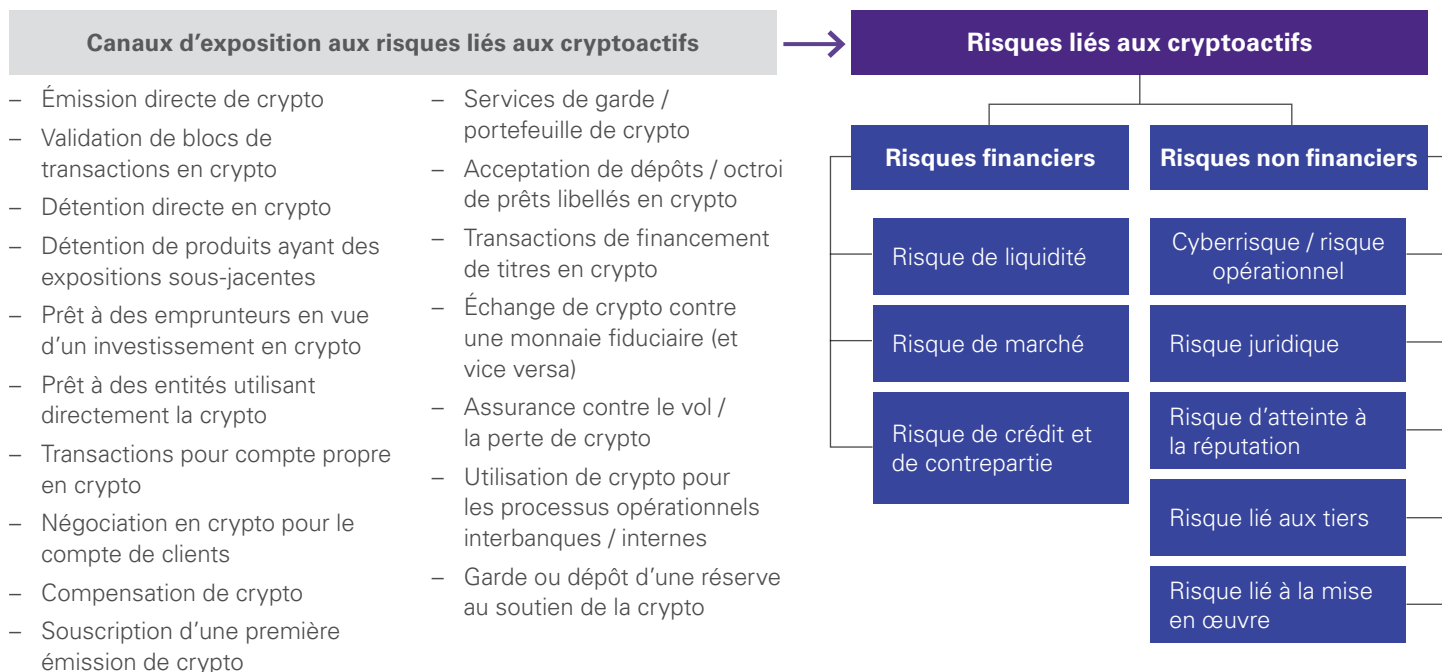 Canaux d’exposition aux risques liés aux cryptoactifs
– Émission directe de crypto
– Validation de blocs de
transactions en crypto
– Détention directe en crypto
– Détention de produits ayant des
expositions sous-jacentes
– Prêt à des emprunteurs en vue
d’un investissement en crypto
– Prêt à des entités utilisant
directement la crypto
– Transactions pour compte propre
en crypto
– Négociation en crypto pour le
compte de clients
– Compensation de crypto
– Souscription d’une première
émission de crypto
– Services de garde /
portefeuille de crypto
– Acceptation de dépôts / octroi
de prêts libellés en crypto
– Transactions de financement
de titres en crypto
– Échange de crypto contre
une monnaie fiduciaire (et
vice versa)
– Assurance contre le vol /
la perte de crypto
– Utilisation de crypto pour
les processus opérationnels
interbanques / internes
– Garde ou dépôt d’une réserve
au soutien de la crypto
Risques liés aux cryptoactifs
Risques financiers
Risque de liquidité
Risque de marché
Risque de crédit et
de contrepartie
Risques non financiers
Cyberrisque / risque
opérationnel
Risque juridique
Risque d’atteinte à
la réputation
Risque lié aux tiers
Risque lié à la mise
en œuvre